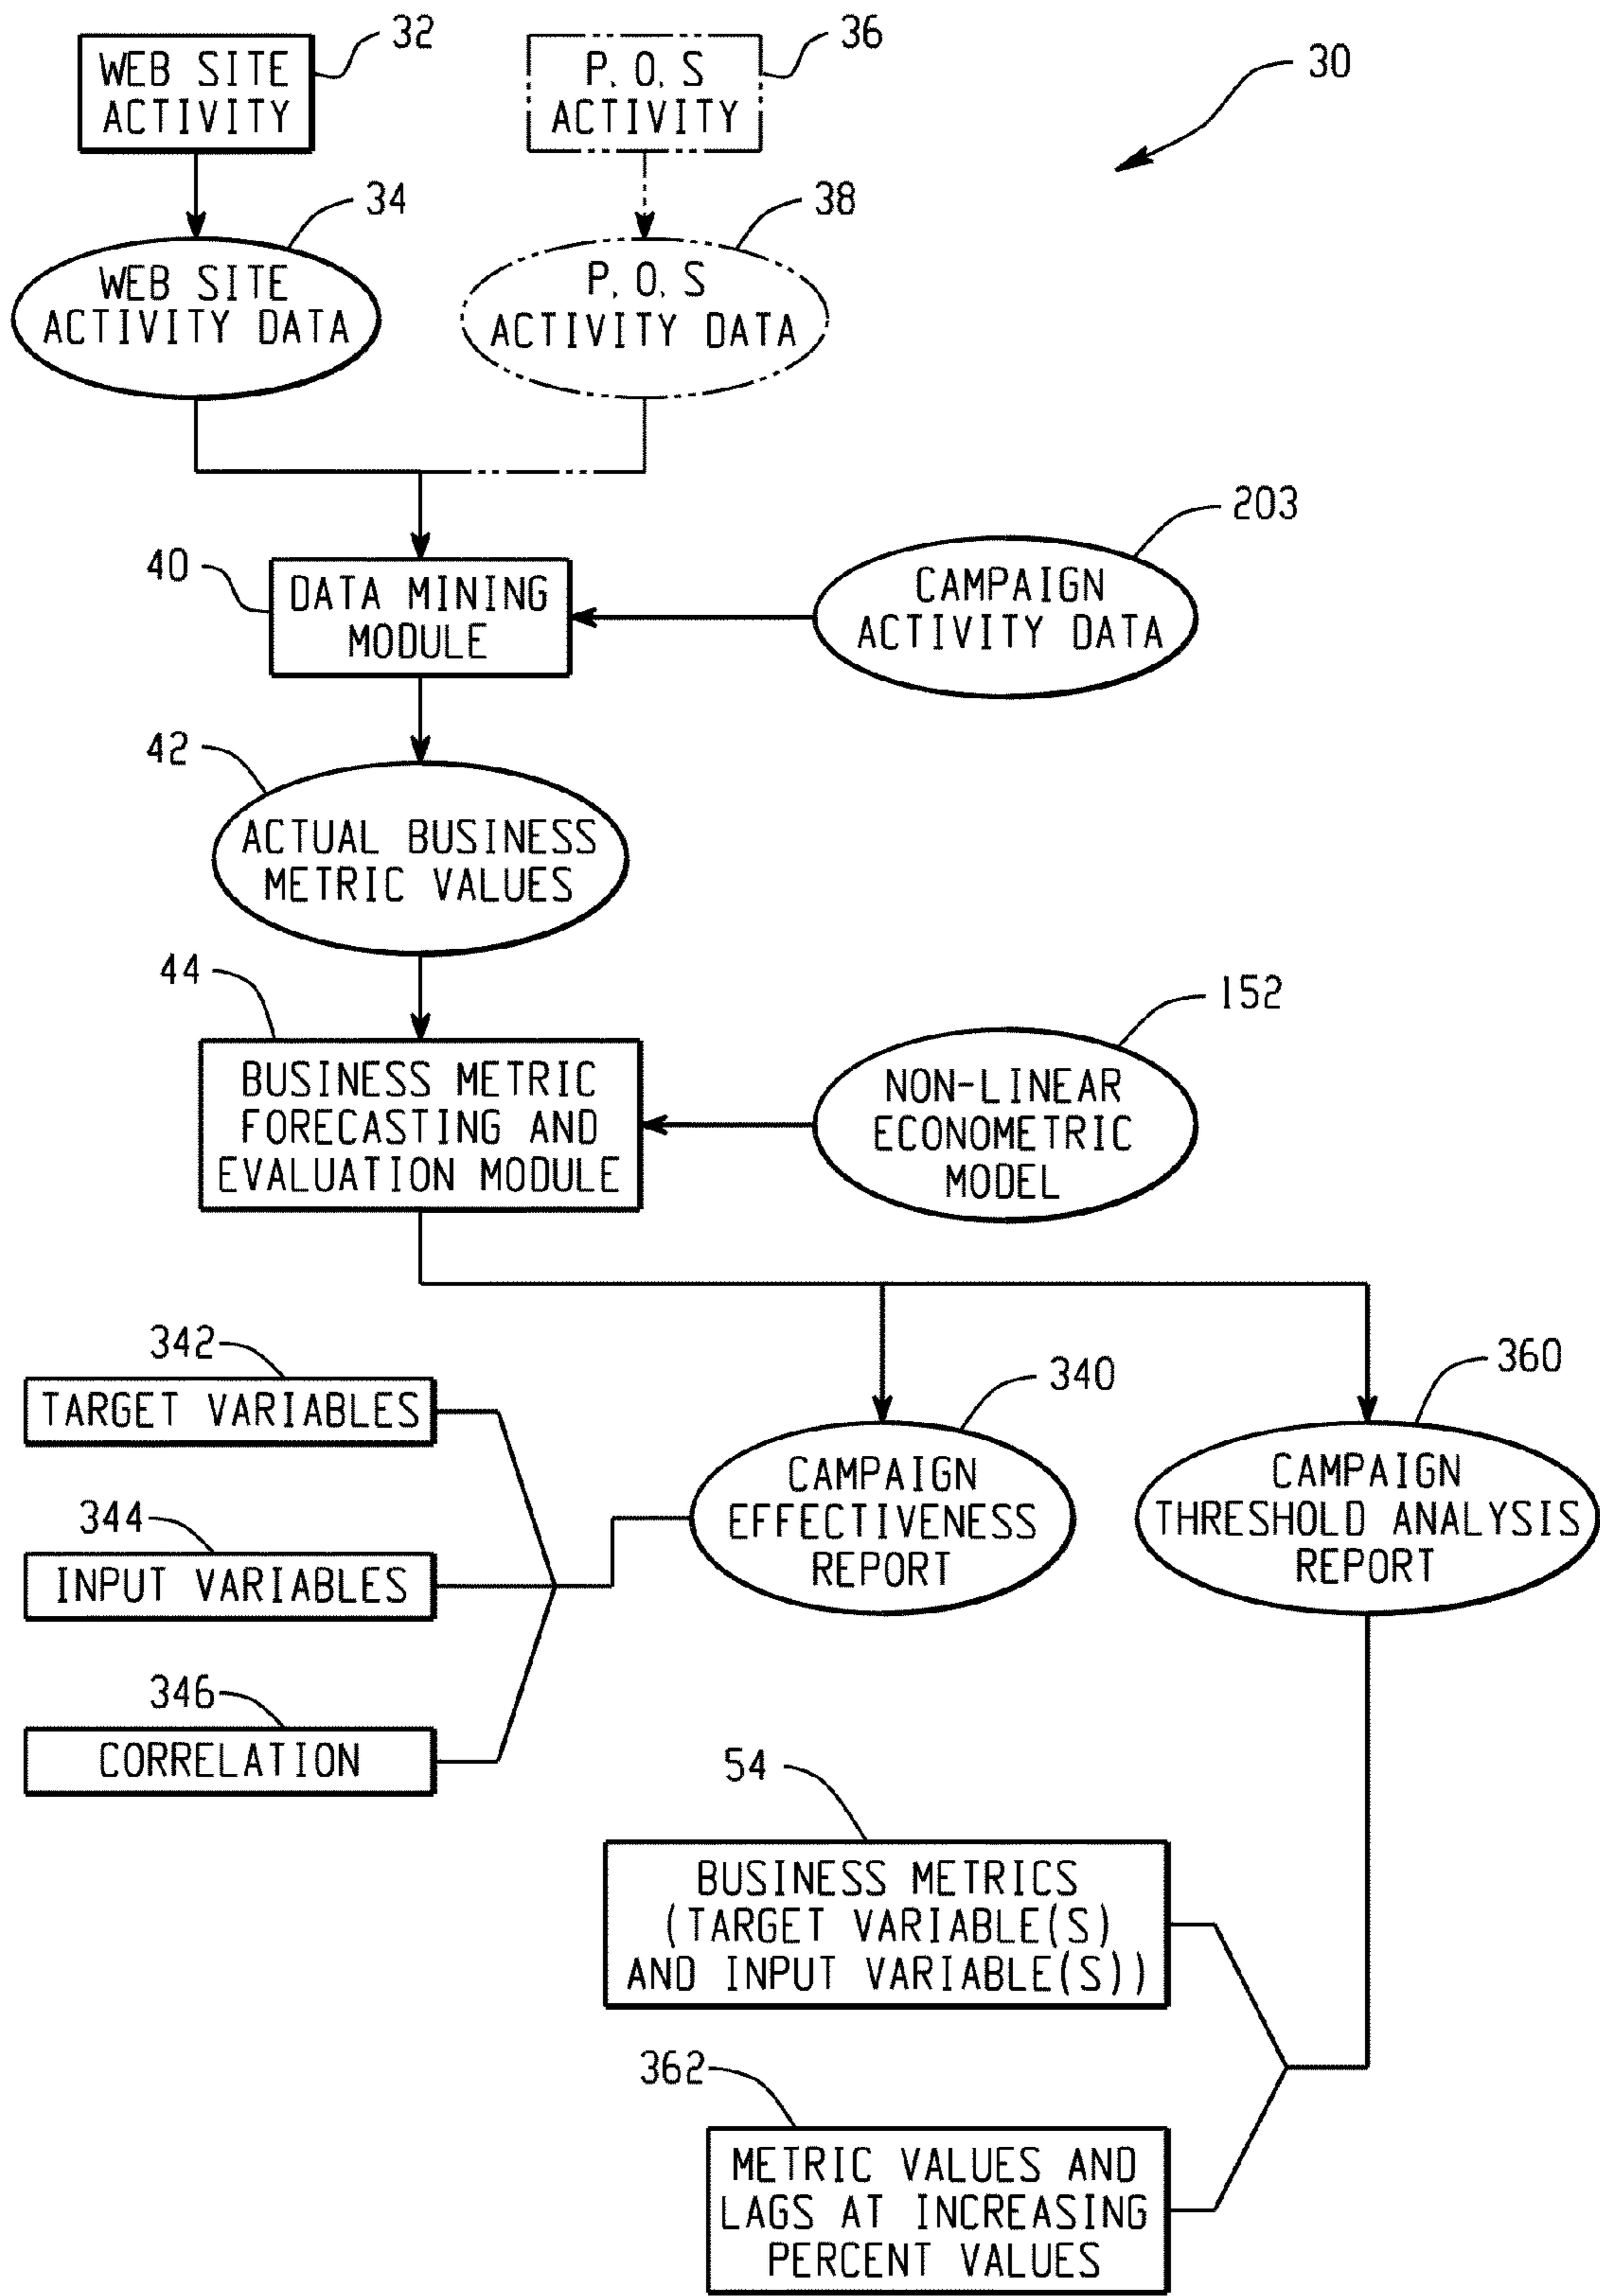 32
WEB SITE
ACTIVITY
36
P.O.S
ACTIVITY
30
34
WEB SITE
ACTIVITY DATA
38
P.O.S
ACTIVITY DATA
40
DATA MINING
MODULE
203
CAMPAIGN
ACTIVITY DATA
42
ACTUAL BUSINESS
METRIC VALUES
44
BUSINESS METRIC
FORECASTING AND
EVALUATION MODULE
152
NON-LINEAR
ECONOMETRIC
MODEL
342
TARGET VARIABLES
344
INPUT VARIABLES
346
CORRELATION
340
CAMPAIGN
EFFECTIVENESS
REPORT
360
CAMPAIGN
THRESHOLD ANALYSIS
REPORT
54
BUSINESS METRICS
(TARGET VARIABLE(S)
AND INPUT VARIABLE(S))
362
METRIC VALUES AND
LAGS AT INCREASING
PERCENT VALUES